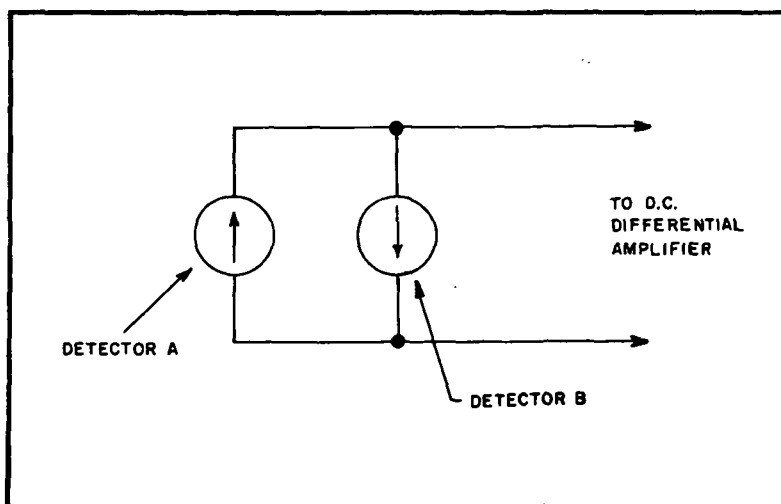 TO D.C.
DIFFERENTIAL
AMPLIFIER
DETECTOR A
DETECTOR B